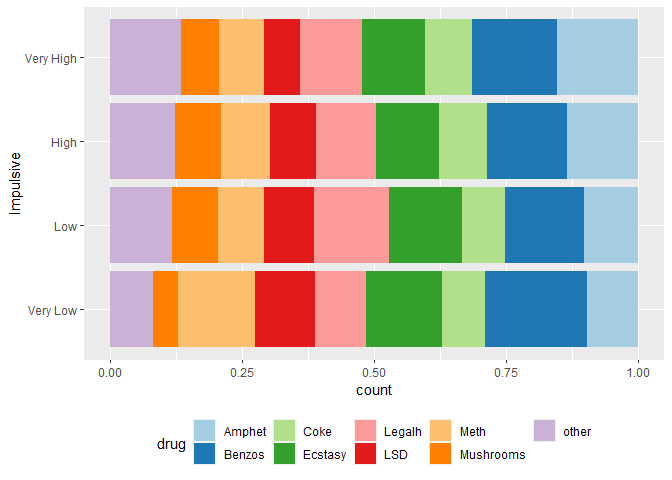 Impulsive
Very High
High
Low
Very Low
0.00 0.25 0.50 0.75 1.00
count
drug
Amphet Coke Legalh Meth other
Benzos Ecstasy LSD Mushrooms